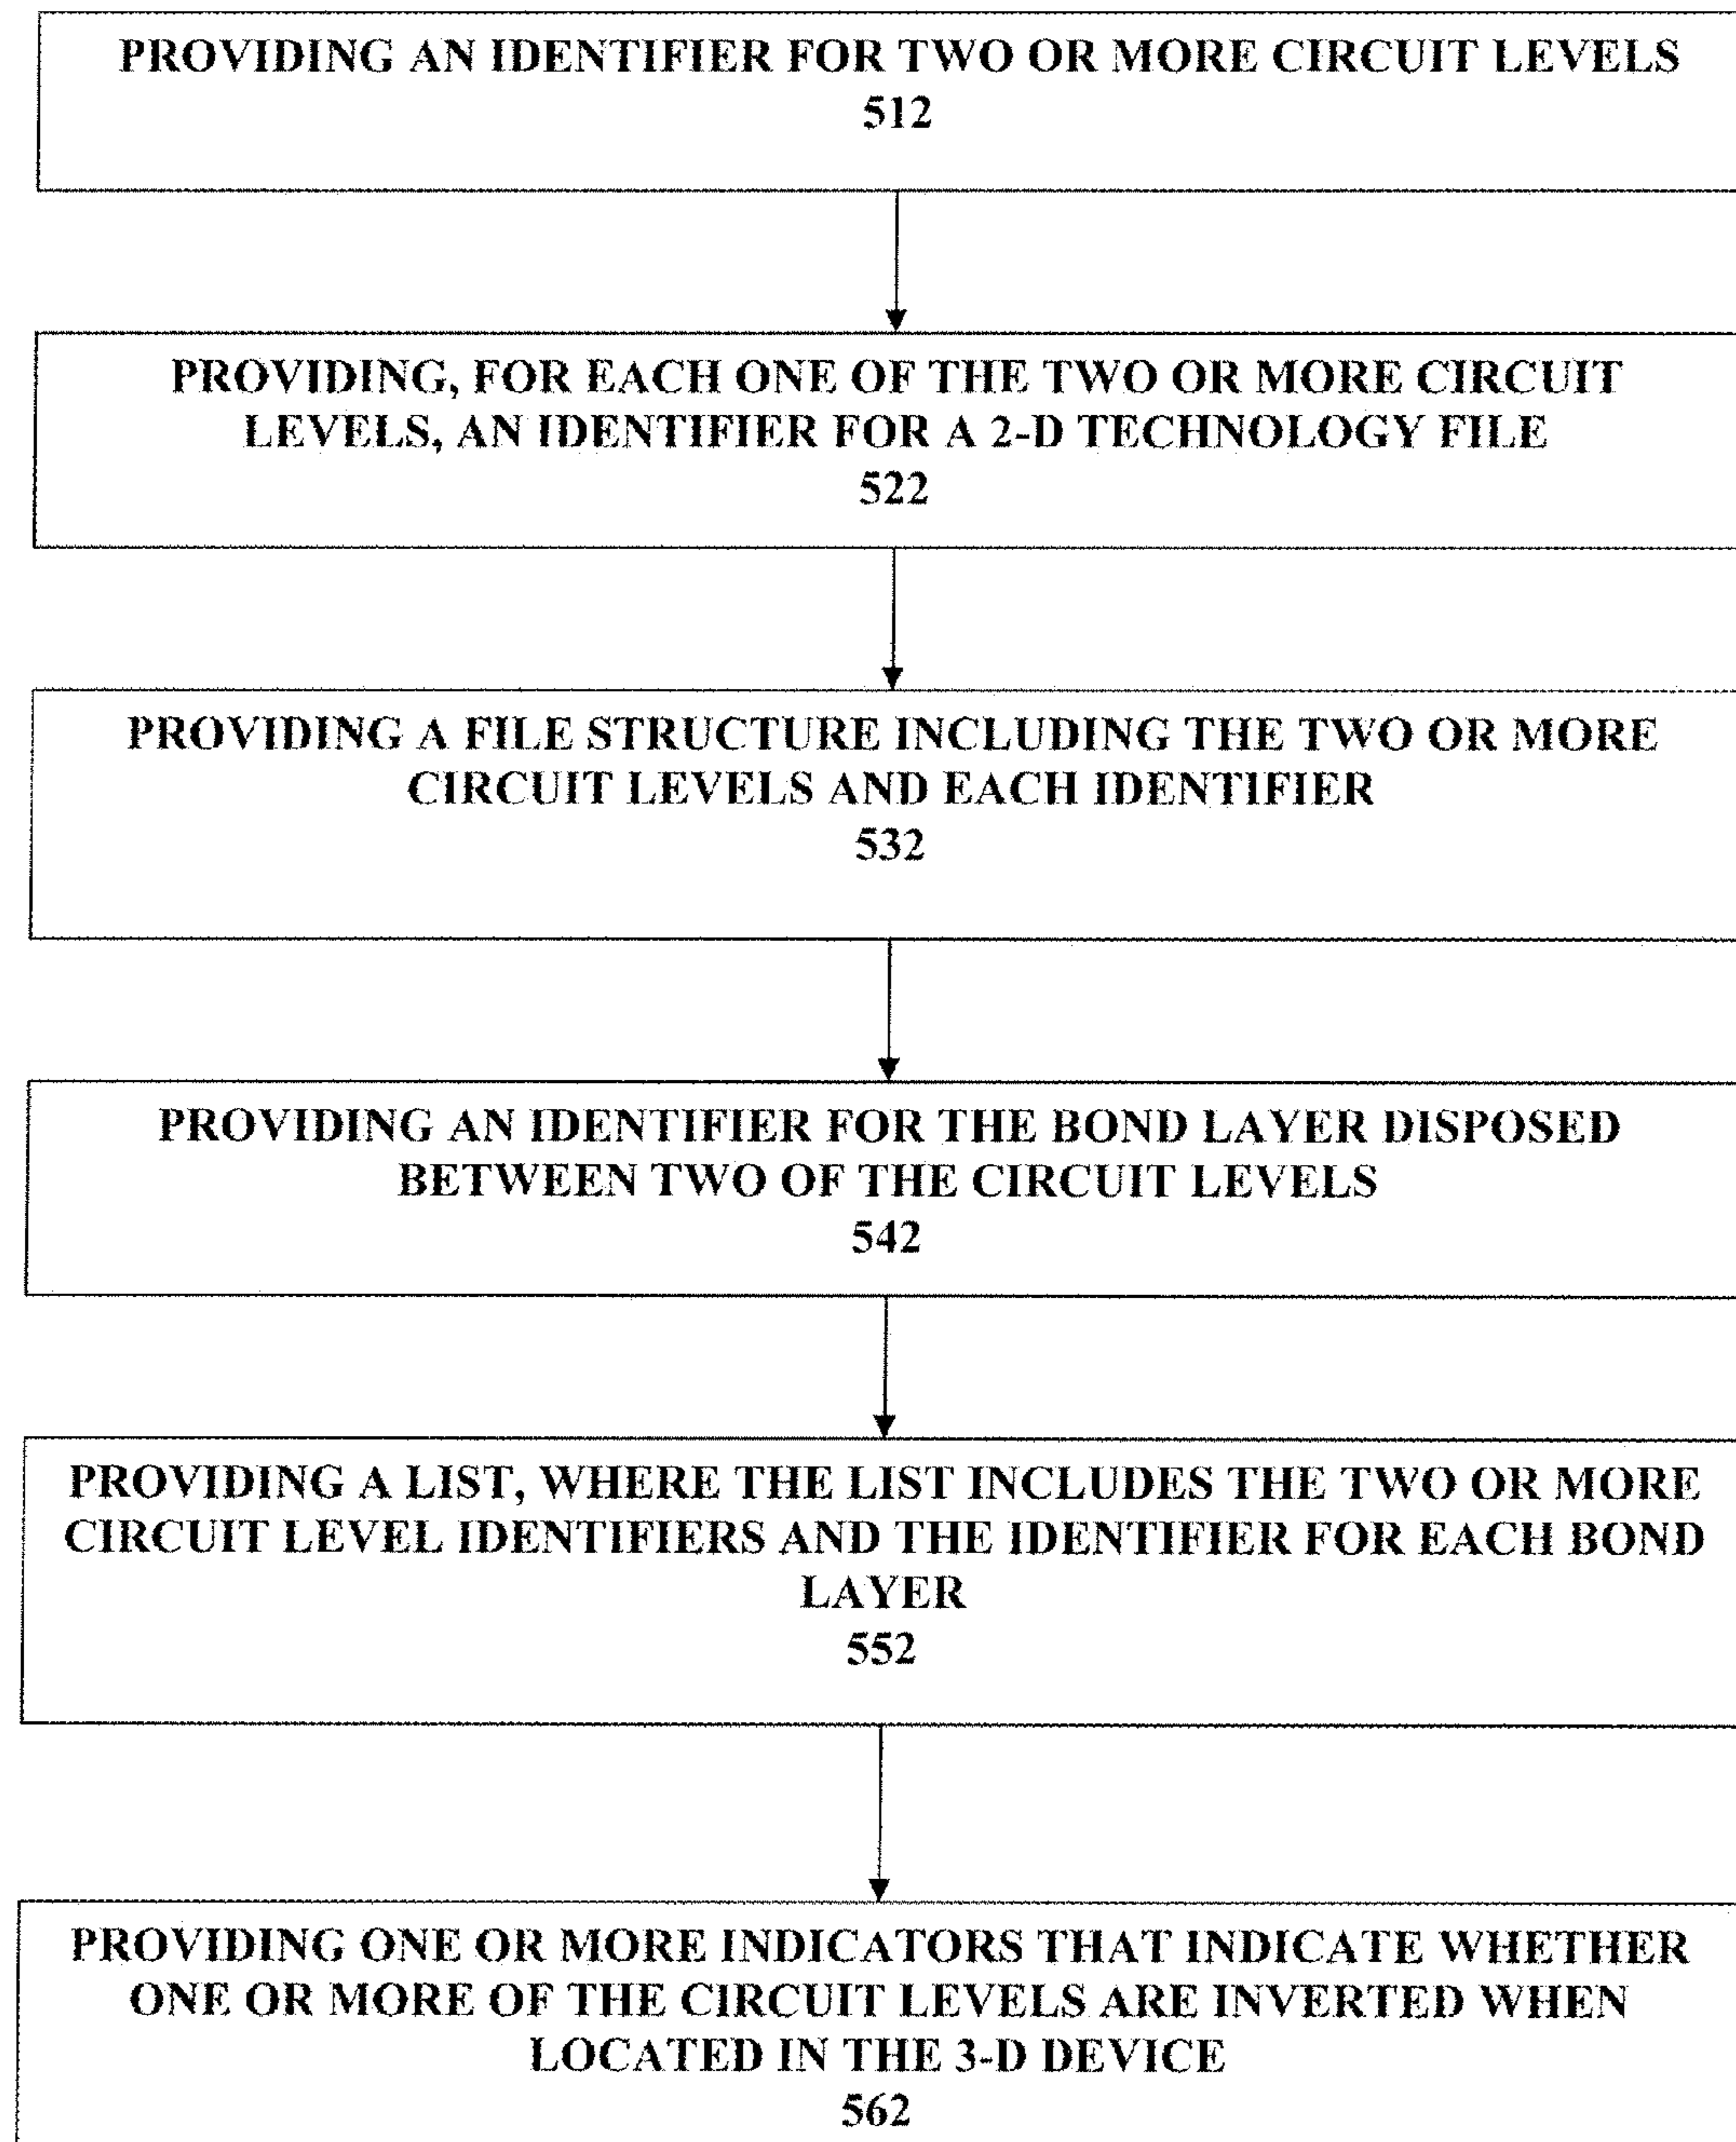 PROVIDING AN IDENTIFIER FOR TWO OR MORE CIRCUIT LEVELS
512
PROVIDING, FOR EACH ONE OF THE TWO OR MORE CIRCUIT
LEVELS, AN IDENTIFIER FOR A 2-D TECHNOLOGY FILE
522
PROVIDING A FILE STRUCTURE INCLUDING THE TWO OR MORE
CIRCUIT LEVELS AND EACH IDENTIFIER
532
PROVIDING AN IDENTIFIER FOR THE BOND LAYER DISPOSED
BETWEEN TWO OF THE CIRCUIT LEVELS
542
PROVIDING A LIST, WHERE THE LIST INCLUDES THE TWO OR MORE
CIRCUIT LEVEL IDENTIFIERS AND THE IDENTIFIER FOR EACH BOND
LAYER
552
PROVIDING ONE OR MORE INDICATORS THAT INDICATE WHETHER
ONE OR MORE OF THE CIRCUIT LEVELS ARE INVERTED WHEN
LOCATED IN THE 3-D DEVICE
562